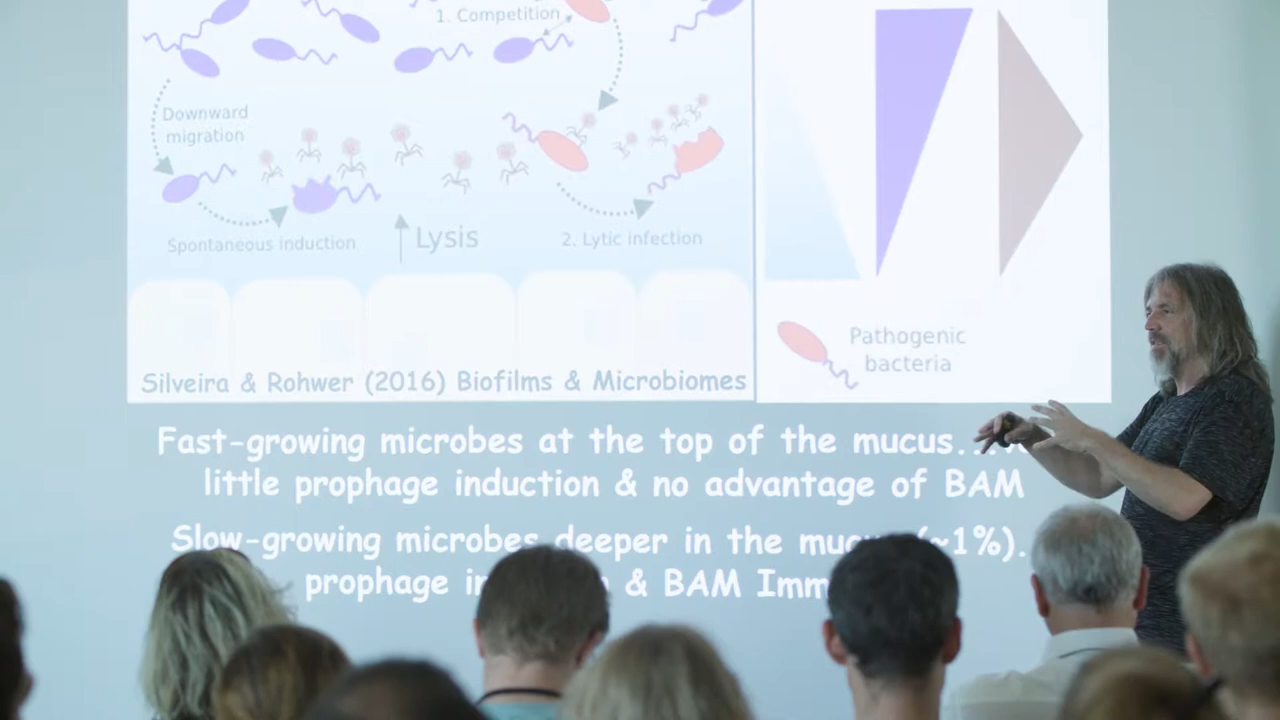 1. Competition
Downward
migration
Spontaneous induction
Lysis
2. Lytic infection
Pathogenic
bacteria
Silveira & Rohwer (2016) Biofilms & Microbiomes
Fast-growing microbes at the top of the mucus...
little prophage induction & no advantage of BAM
Slow-growing microbes deeper in the (~1%).
prophage & BAM